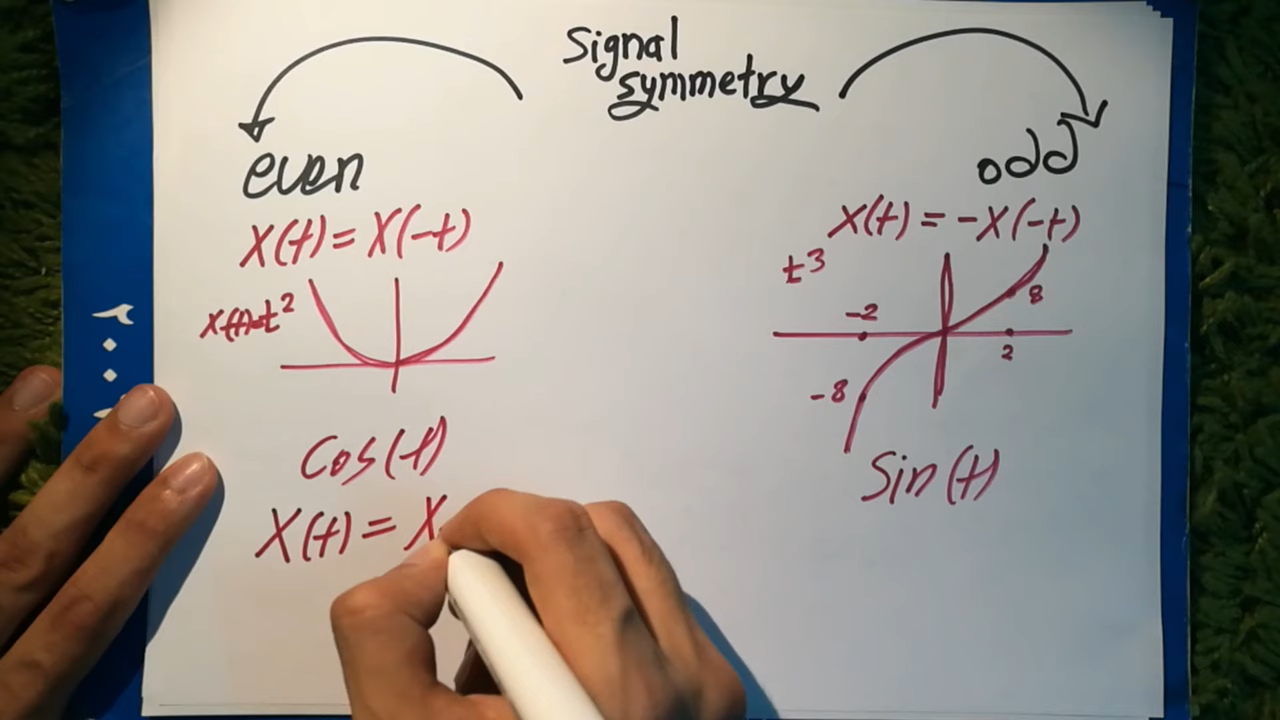 Signal
symmetry
even
X(t) = X(-t)
X(t)=t²
Cos(t)
X(t) = X
odd
X(t) = -X(-t)
t³
-2
8
2
-8
Sin(t)